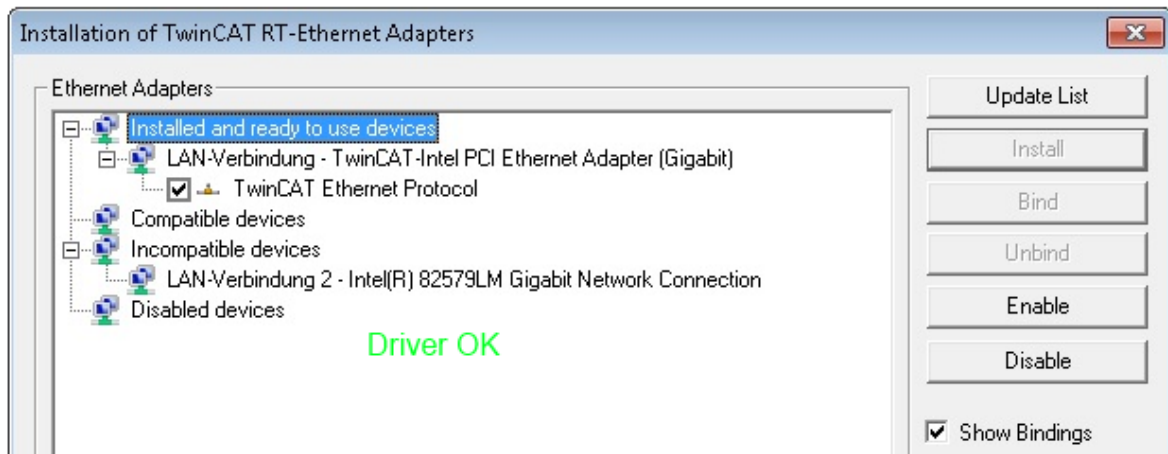 Installation of TwinCAT RT-Ethernet Adapters
Ethernet Adapters
Installed and ready to use devices
LAN-Verbindung - TwinCAT-Intel PCI Ethernet Adapter (Gigabit)
TwinCAT Ethernet Protocol
Compatible devices
Incompatible devices
LAN-Verbindung 2 - Intel(R) 82579LM Gigabit Network Connection
Disabled devices
Driver OK
Update List
Install
Bind
Unbind
Enable
Disable
Show Bindings